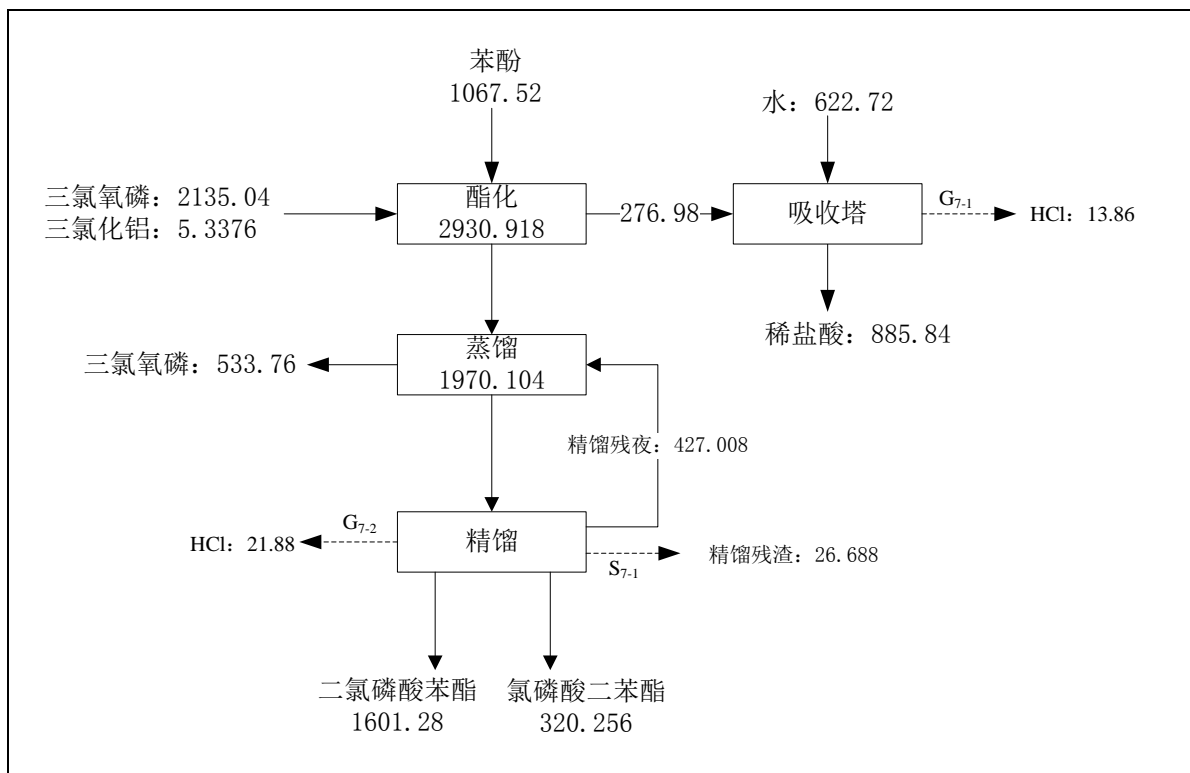 苯酚
1067.52
水：622.72
三氯氧磷：2135.04
三氯化铝：5.3376
酯化
2930.918
276.98
吸收塔
G7-1
HCl：13.86
稀盐酸：885.84
三氯氧磷：533.76
蒸馏
1970.104
精馏残夜：427.008
G7-2
HCl：21.88
精馏
S7-1
精馏残渣：26.688
二氯磷酸苯酯
1601.28
氯磷酸二苯酯
320.256